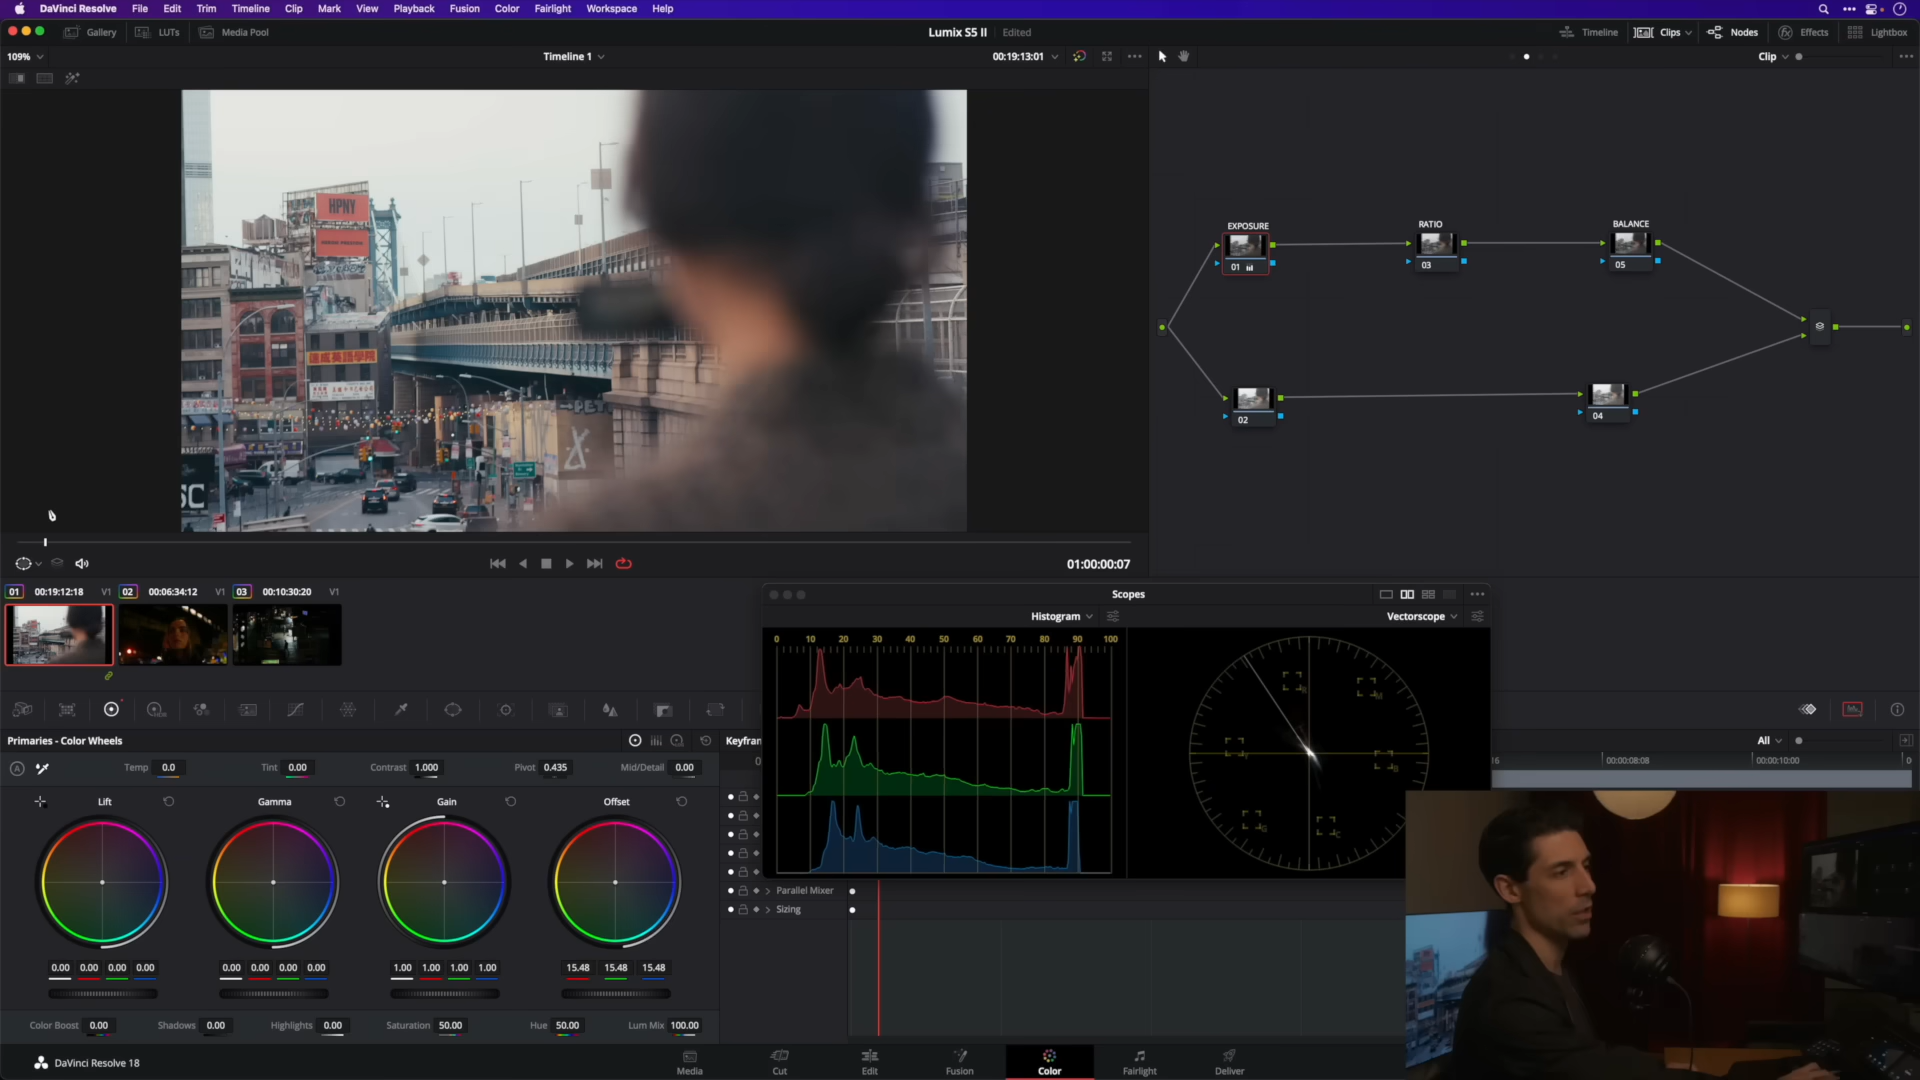 DaVinci Resolve File Edit Trim Timeline Clip Mark View Playback Fusion Color Fairlight Workspace Help
Gallery LUTs Media Pool Lumix S5 II Edited Timeline Clips Nodes Effects Lightbox
109% Timeline 1 00:19:13:01 Clip
HPNY
EXPOSURE RATIO BALANCE
01 03 05
02 04
SC
01:00:00:07
01 00:19:12:18 V1 02 00:06:34:12 V1 03 00:10:30:20 V1
Scopes
Histogram Vectorscope
0 10 20 30 40 50 60 70 80 90 100
R M
Y B
G C
Primaries - Color Wheels Keyfram All
Temp 0.0 Tint 0.00 Contrast 1.000 Pivot 0.435 Mid/Detail 0.00
16 00:00:08:08 00:00:10:00
Lift Gamma Gain Offset
Parallel Mixer
Sizing
0.00 0.00 0.00 0.00 0.00 0.00 0.00 0.00 1.00 1.00 1.00 1.00 15.48 15.48 15.48
Color Boost 0.00 Shadows 0.00 Highlights 0.00 Saturation 50.00 Hue 50.00 Lum Mix 100.00
DaVinci Resolve 18 Media Cut Edit Fusion Color Fairlight Deliver